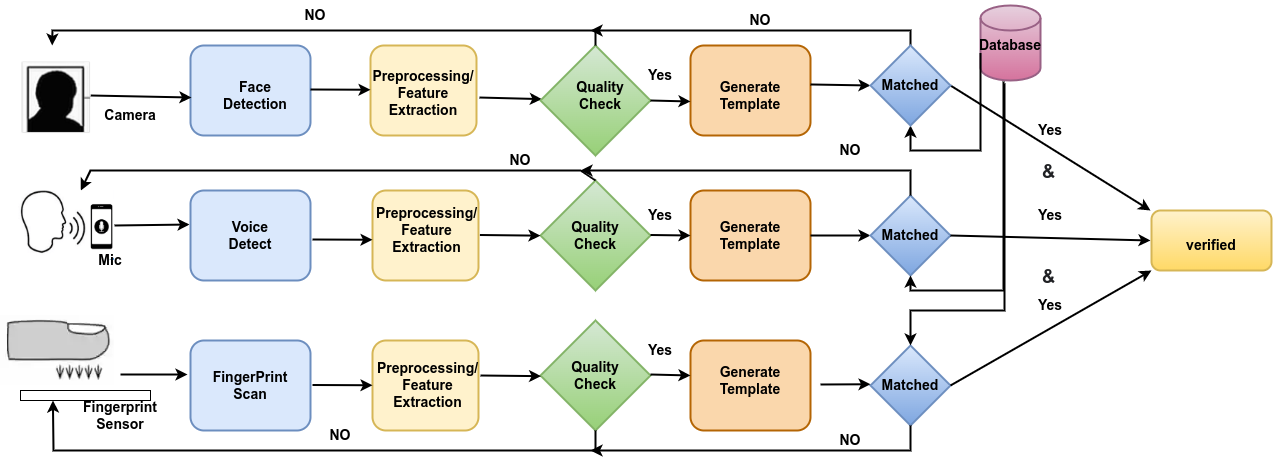 NO
NO
Database
Camera
Face
Detection
Preprocessing/
Feature
Extraction
Quality
Check
Yes
Generate
Template
Matched
Yes
NO
NO
&
Mic
Voice
Detect
Preprocessing/
Feature
Extraction
Quality
Check
Yes
Generate
Template
Matched
Yes
verified
&
Yes
Fingerprint
Sensor
FingerPrint
Scan
Preprocessing/
Feature
Extraction
Quality
Check
Yes
Generate
Template
Matched
NO
NO